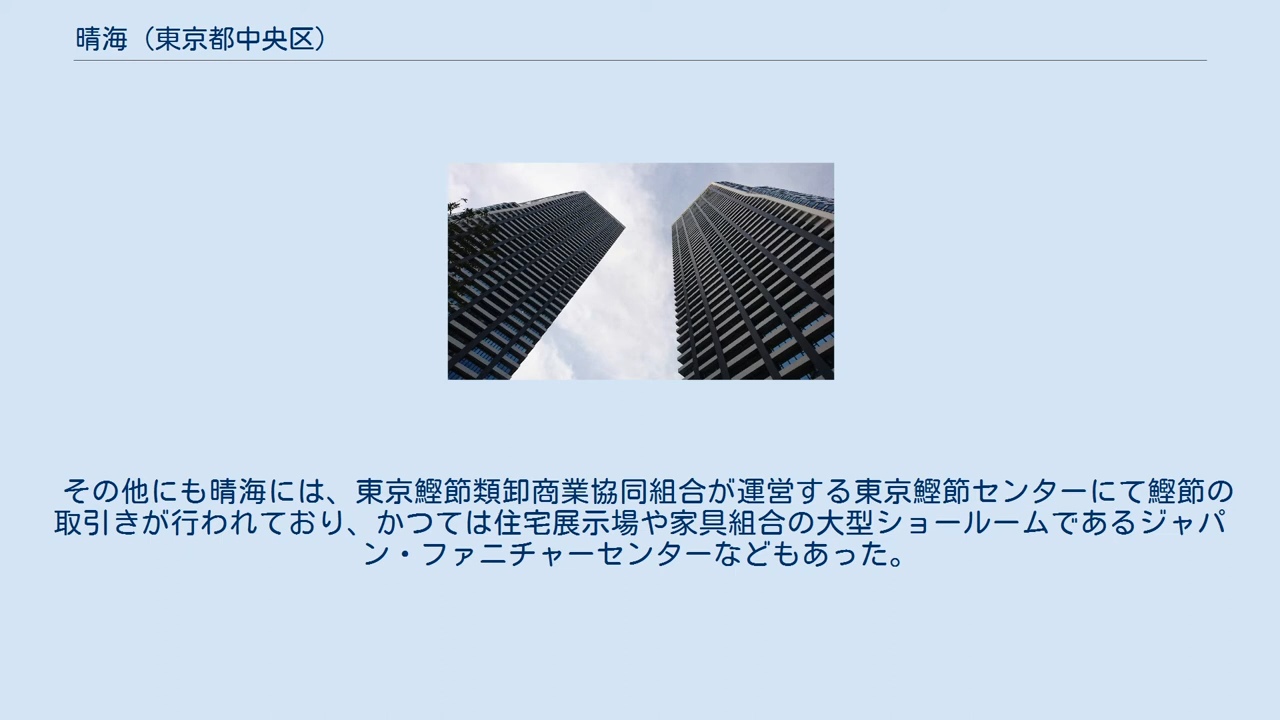 晴海（東京都中央区）
その他にも晴海には、東京鰹節類卸商業協同組合が運営する東京鰹節センターにて鰹節の
取引きが行われており、かつては住宅展示場や家具組合の大型ショールームであるジャパ
ン・ファニチャーセンターなどもあった。